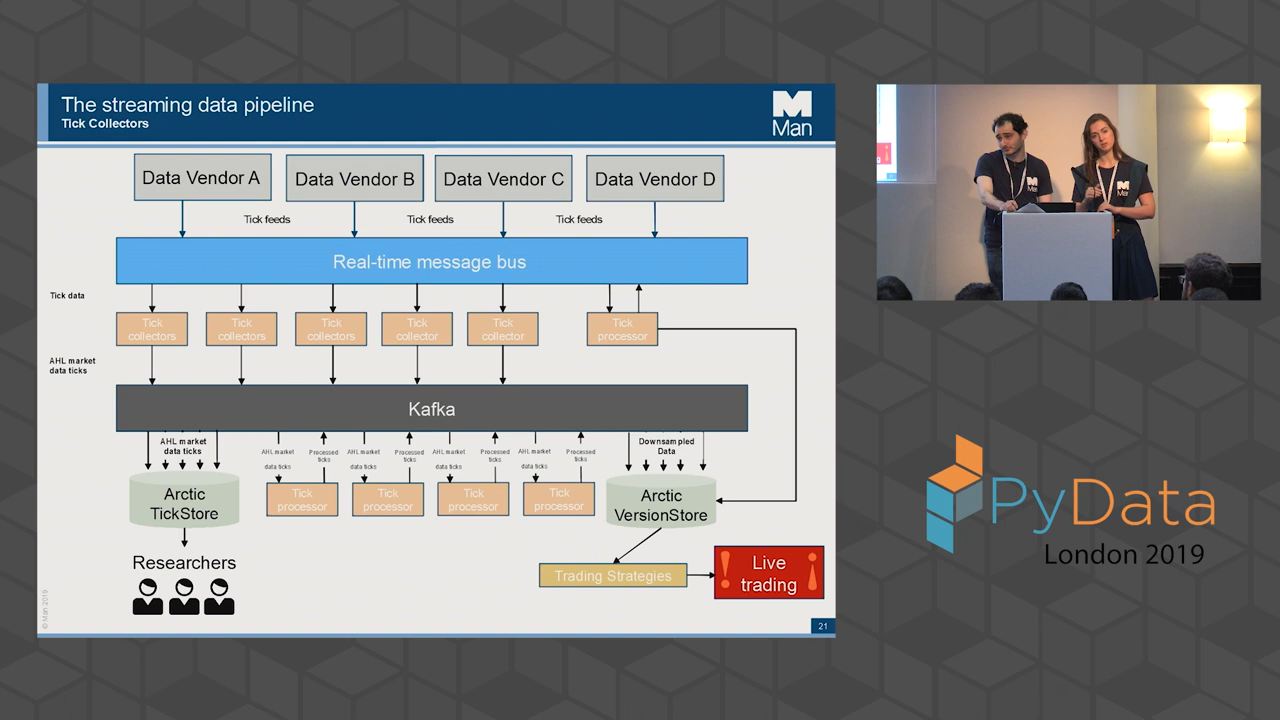 The streaming data pipeline
Tick Collectors
Man
Data Vendor A
Data Vendor B
Data Vendor C
Data Vendor D
Tick feeds
Tick feeds
Tick feeds
Real-time message bus
Tick data
Tick
collectors
Tick
collectors
Tick
collectors
Tick
collector
Tick
collector
Tick
processor
AHL market
data ticks
Kafka
AHL market
data ticks
AHL market
data ticks
Processed
ticks
AHL market
data ticks
Processed
ticks
AHL market
data ticks
Processed
ticks
AHL market
data ticks
Processed
ticks
Downsampled
Data
Arctic
TickStore
Tick
processor
Tick
processor
Tick
processor
Tick
processor
Arctic
VersionStore
Researchers
Trading Strategies
! Live
trading
© Man 2019
21
Man
Man
PyData
London 2019